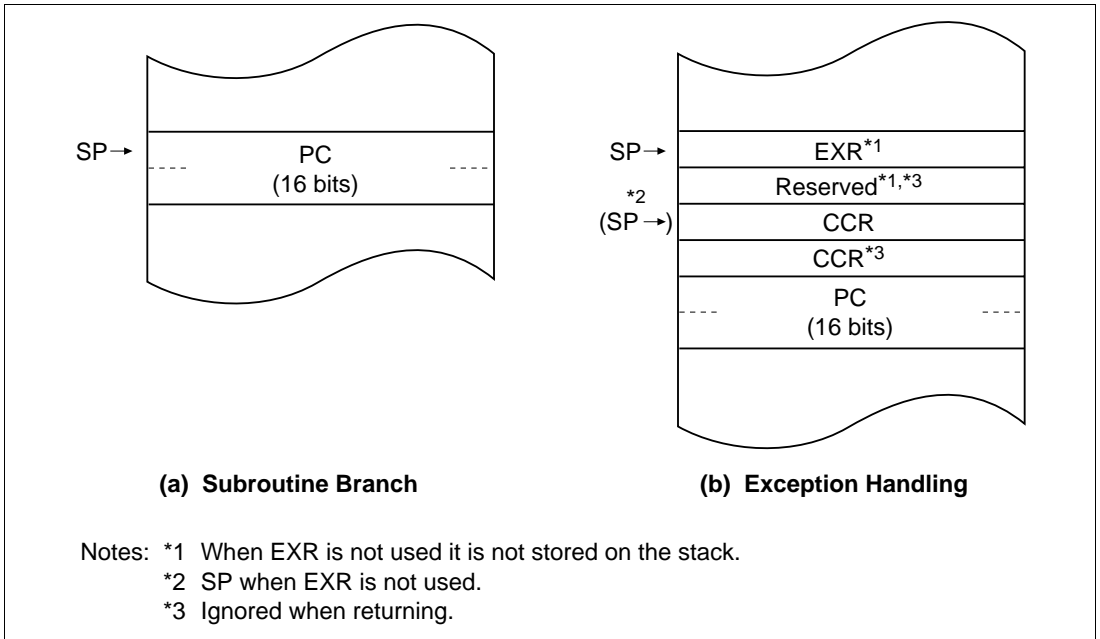 SP→
PC
(16 bits)
(a) Subroutine Branch
SP→
EXR*1
Reserved*1,*3
*2
(SP→)
CCR
CCR*3
PC
(16 bits)
(b) Exception Handling
Notes: *1 When EXR is not used it is not stored on the stack.
*2 SP when EXR is not used.
*3 Ignored when returning.